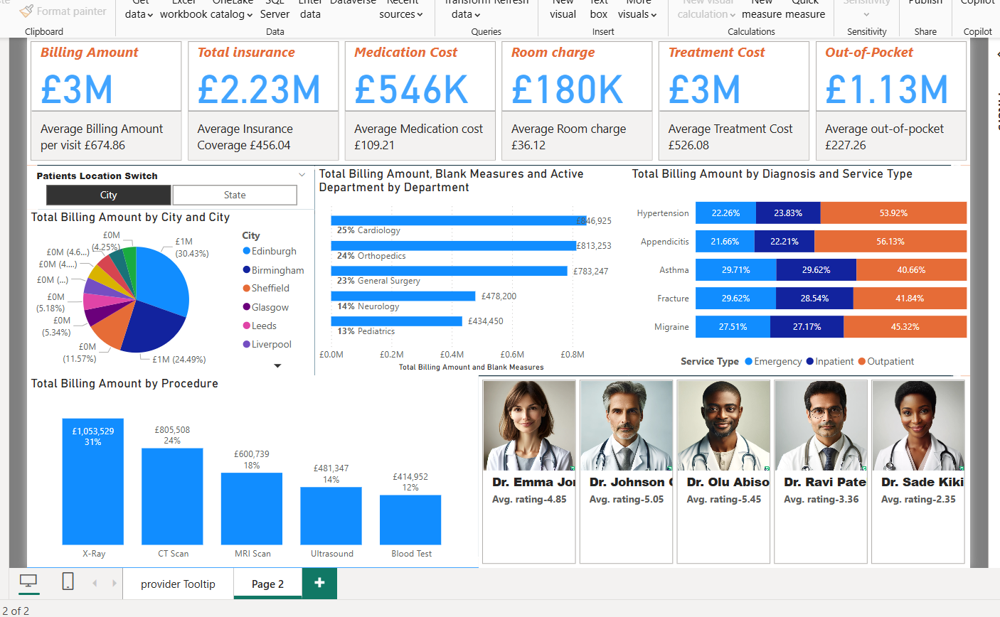 Format painter
Clipboard
Get
data
Excel
workbook
OneLake
catalog
SQL
Server
Enter
data
Dataverse
Recent
sources
Data
Transform
data
Refresh
Queries
New
visual
Text
box
More
visuals
Insert
New visual
calculation
New
measure
Quick
measure
Calculations
Sensitivity
Sensitivity
Publish
Share
Copilot
Copilot
Billing Amount
£3M
Average Billing Amount
per visit £674.86
Total insurance
£2.23M
Average Insurance
Coverage £456.04
Medication Cost
£546K
Average Medication cost
£109.21
Room charge
£180K
Average Room charge
£36.12
Treatment Cost
£3M
Average Treatment Cost
£526.08
Out-of-Pocket
£1.13M
Average out-of-pocket
£227.26
Patients Location Switch
City
State
Total Billing Amount by City and City
£0M
(4.25%)
£0M (4.6...)
£0M (4....)
£0M (...)
£0M
(5.18%)
£0M
(5.34%)
£0M
(11.57%)
£1M (24.49%)
£1M
(30.43%)
City
Edinburgh
Birmingham
Sheffield
Glasgow
Leeds
Liverpool
Total Billing Amount, Blank Measures and Active
Department by Department
£846,925
25% Cardiology
£813,253
24% Orthopedics
£783,247
23% General Surgery
£478,200
14% Neurology
£434,450
13% Pediatrics
£0.0M £0.2M £0.4M £0.6M £0.8M
Total Billing Amount and Blank Measures
Total Billing Amount by Diagnosis and Service Type
Hypertension 22.26% 23.83% 53.92%
Appendicitis 21.66% 22.21% 56.13%
Asthma 29.71% 29.62% 40.66%
Fracture 29.62% 28.54% 41.84%
Migraine 27.51% 27.17% 45.32%
Service Type Emergency Inpatient Outpatient
Total Billing Amount by Procedure
£1,053,529
31%
£805,508
24%
£600,739
18%
£481,347
14%
£414,952
12%
X-Ray CT Scan MRI Scan Ultrasound Blood Test
Dr. Emma Jo
Avg. rating-4.85
Dr. Johnson
Avg. rating-5.05
Dr. Olu Abiso
Avg. rating-5.45
Dr. Ravi Pate
Avg. rating-3.36
Dr. Sade Kiki
Avg. rating-2.35
provider Tooltip
Page 2
2 of 2